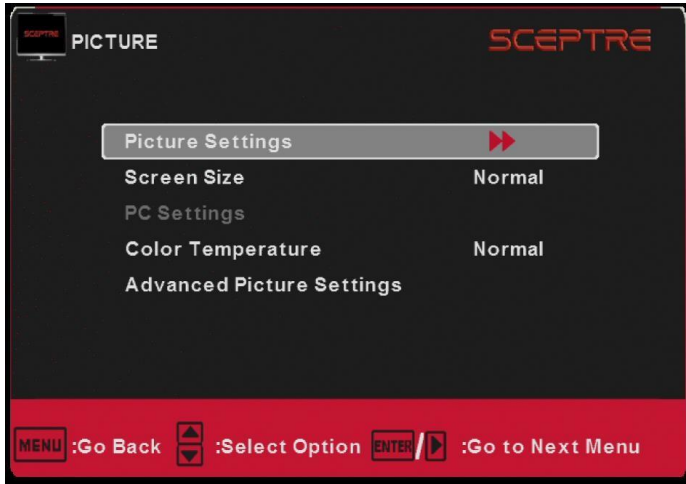 SCEPTRE
PICTURE
SCEPTRE
Picture Settings
Screen Size Normal
PC Settings
Color Temperature Normal
Advanced Picture Settings
MENU :Go Back :Select Option ENTER/ :Go to Next Menu